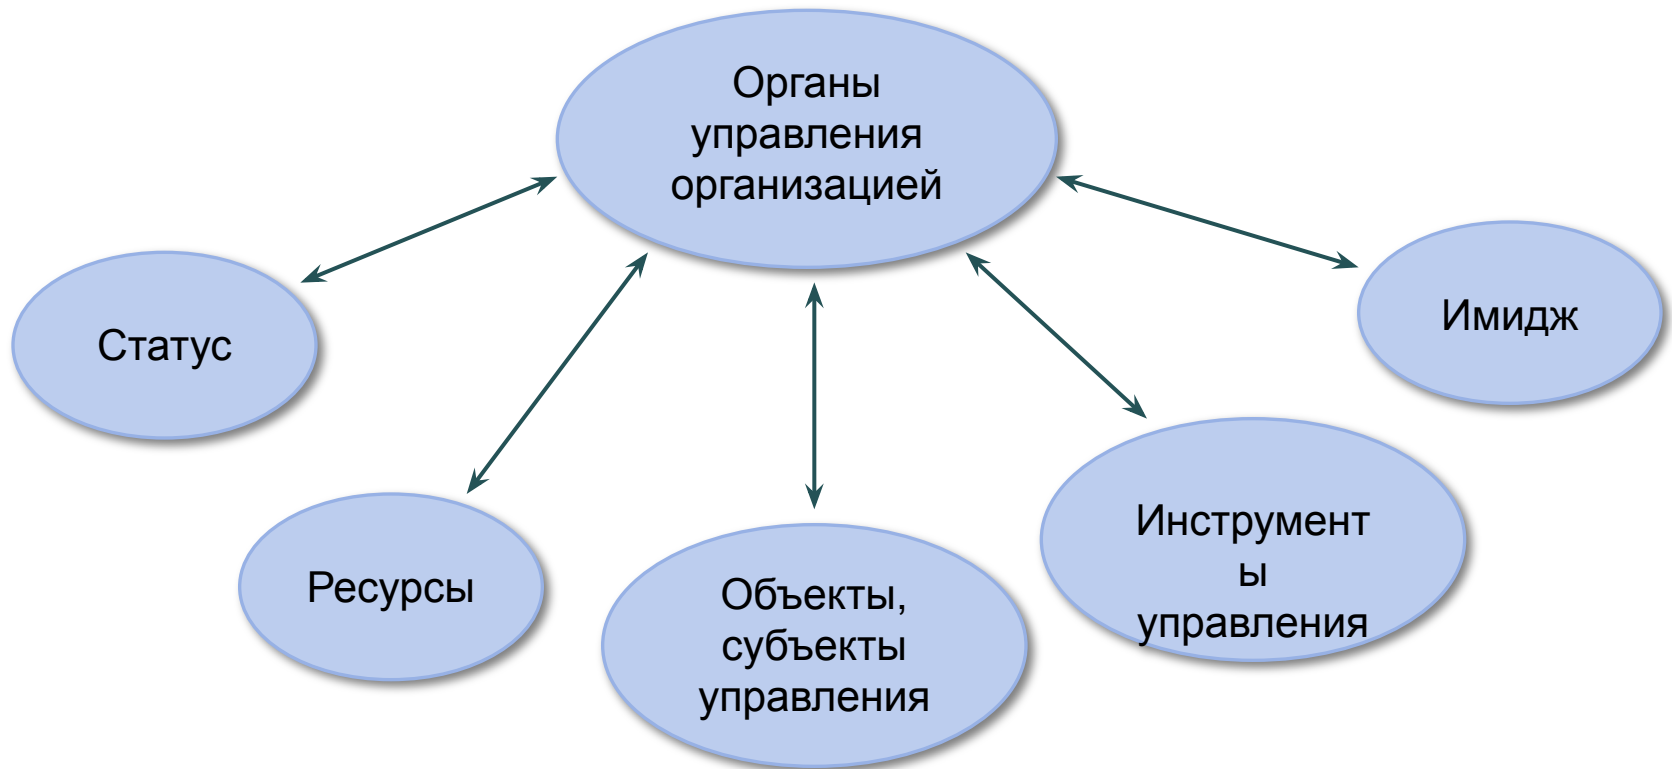 Органы
управления
организацией
Статус
Ресурсы
Объекты,
субъекты
управления
Инструмент
ы
управления
Имидж